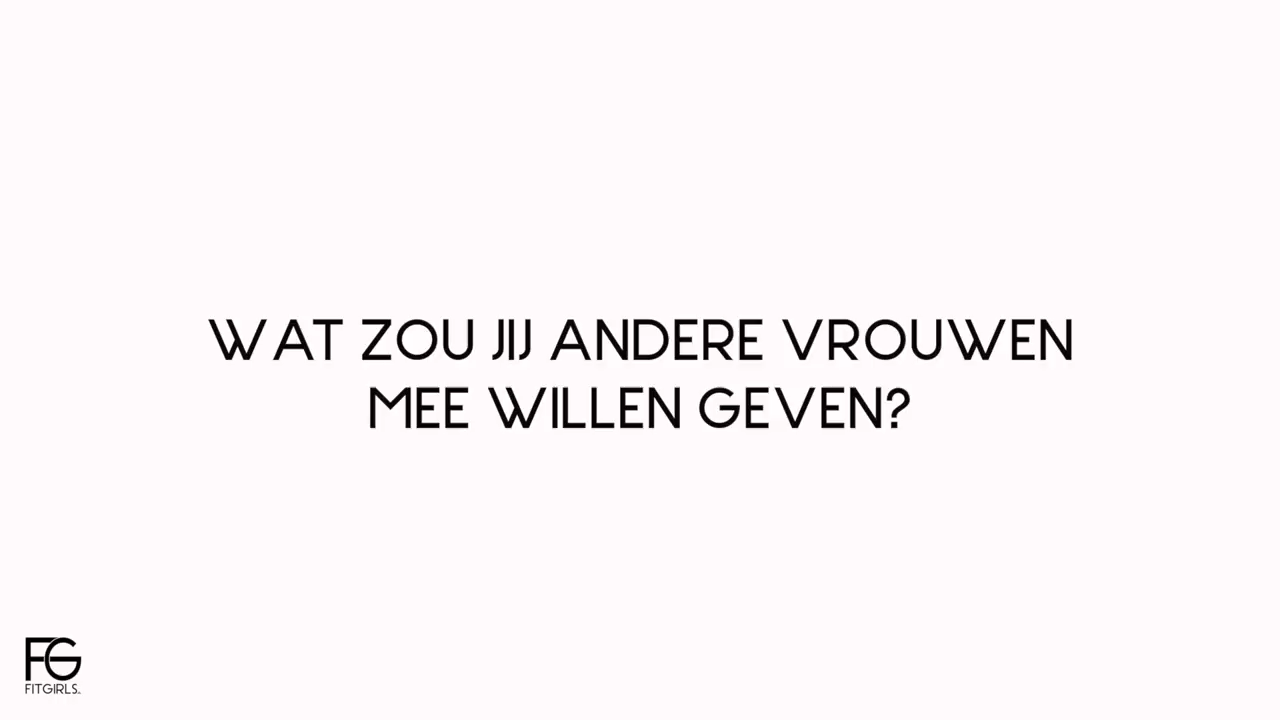 WAT ZOU JIJ ANDERE VROUWEN
MEE WILLEN GEVEN?
FG
FITGIRLS.